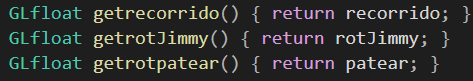 GLfloat getrecorrido() { return recorrido; }
GLfloat getrotJimmy() { return rotJimmy; }
GLfloat getrotpatear() { return patear; }